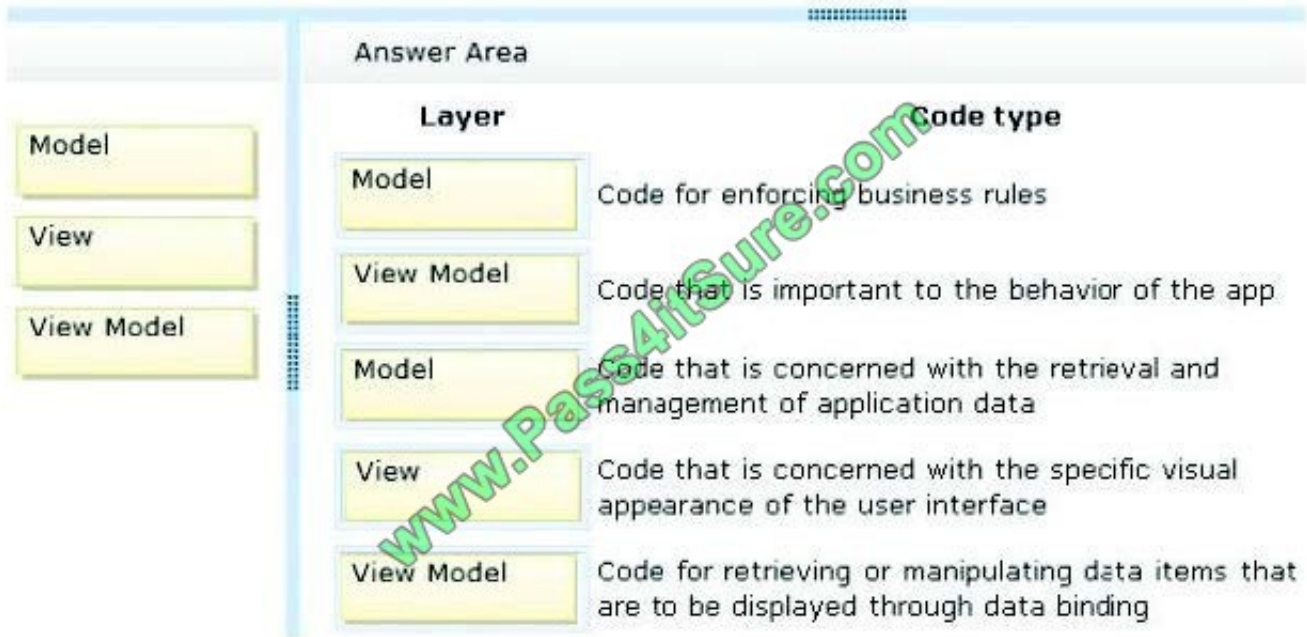 Answer Area
Layer
Code type
Model
View
View Model
Model
Code for enforcing business rules
View Model
Code that is important to the behavior of the app
Model
Code that is concerned with the retrieval and
management of application data
View
Code that is concerned with the specific visual
appearance of the user interface
View Model
Code for retrieving or manipulating data items that
are to be displayed through data binding
www.Pass4itSure.com